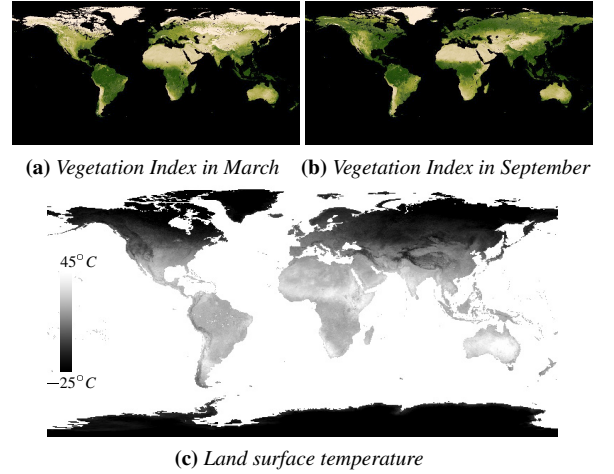 (a) Vegetation Index in March (b) Vegetation Index in September
45°C
−25°C
(c) Land surface temperature